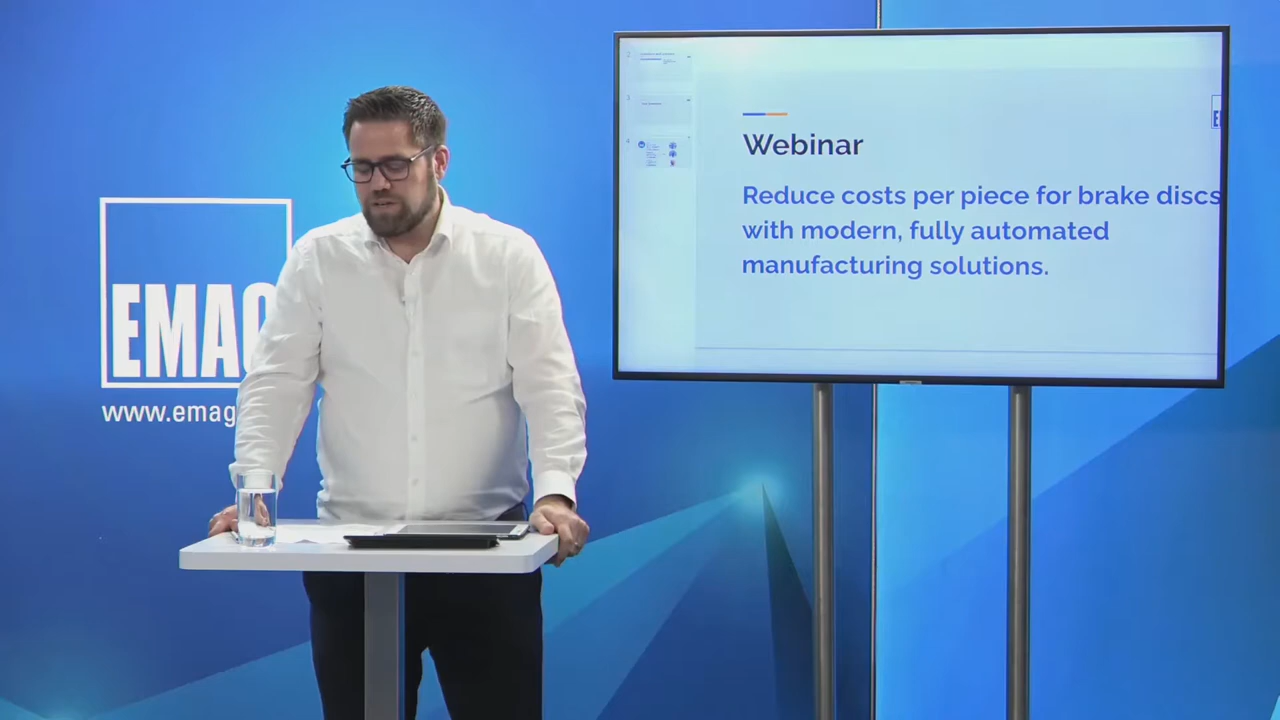 EMAG
www.emag
Webinar
Reduce costs per piece for brake discs
with modern, fully automated
manufacturing solutions.